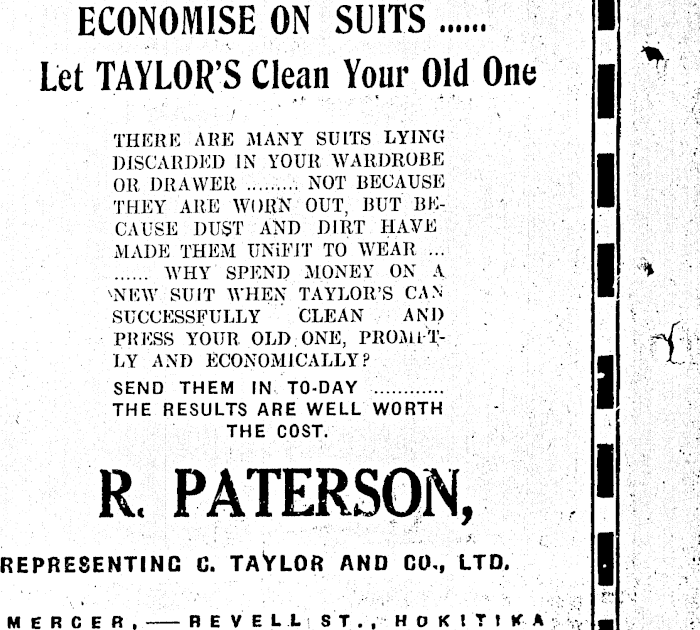 ECONOMISE ON SUITS ......
Let TAYLOR'S Clean Your Old One
THERE ARE MANY SUITS LYING
DISCARDED IN YOUR WARDROBE
OR DRAWER ......... NOT BECAUSE
THEY ARE WORN OUT, BUT BE-
CAUSE DUST AND DIRT HAVE
MADE THEM UNFIT TO WEAR ...
...... WHY SPEND MONEY ON A
NEW SUIT WHEN TAYLOR'S CAN
SUCCESSFULLY CLEAN AND
PRESS YOUR OLD ONE, PROMPT-
LY AND ECONOMICALLY?
SEND THEM IN TO-DAY ............
THE RESULTS ARE WELL WORTH
THE COST.
R. PATERSON,
REPRESENTING C. TAYLOR AND CO., LTD.
MERCER,—REVELL ST., HOKITIKA